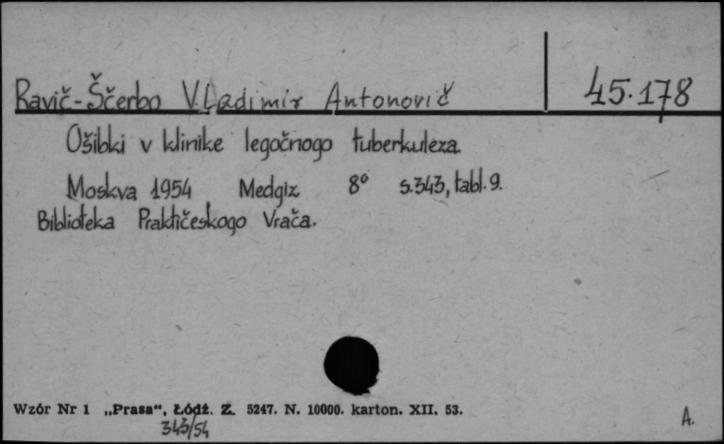 Ravič-Ščerbo Vladimir Antonovič 45.178
Ošibki v klinike legočnogo tuberkuleza.
Moskva 1954 Medgiz 8° s.343, tabl.9.
Biblioteka Praktičeskogo Vrača.
Wzór Nr 1 „Prasa“, Łódź. Z. 5247. N. 10000. karton. XII. 53.
343/54
A.